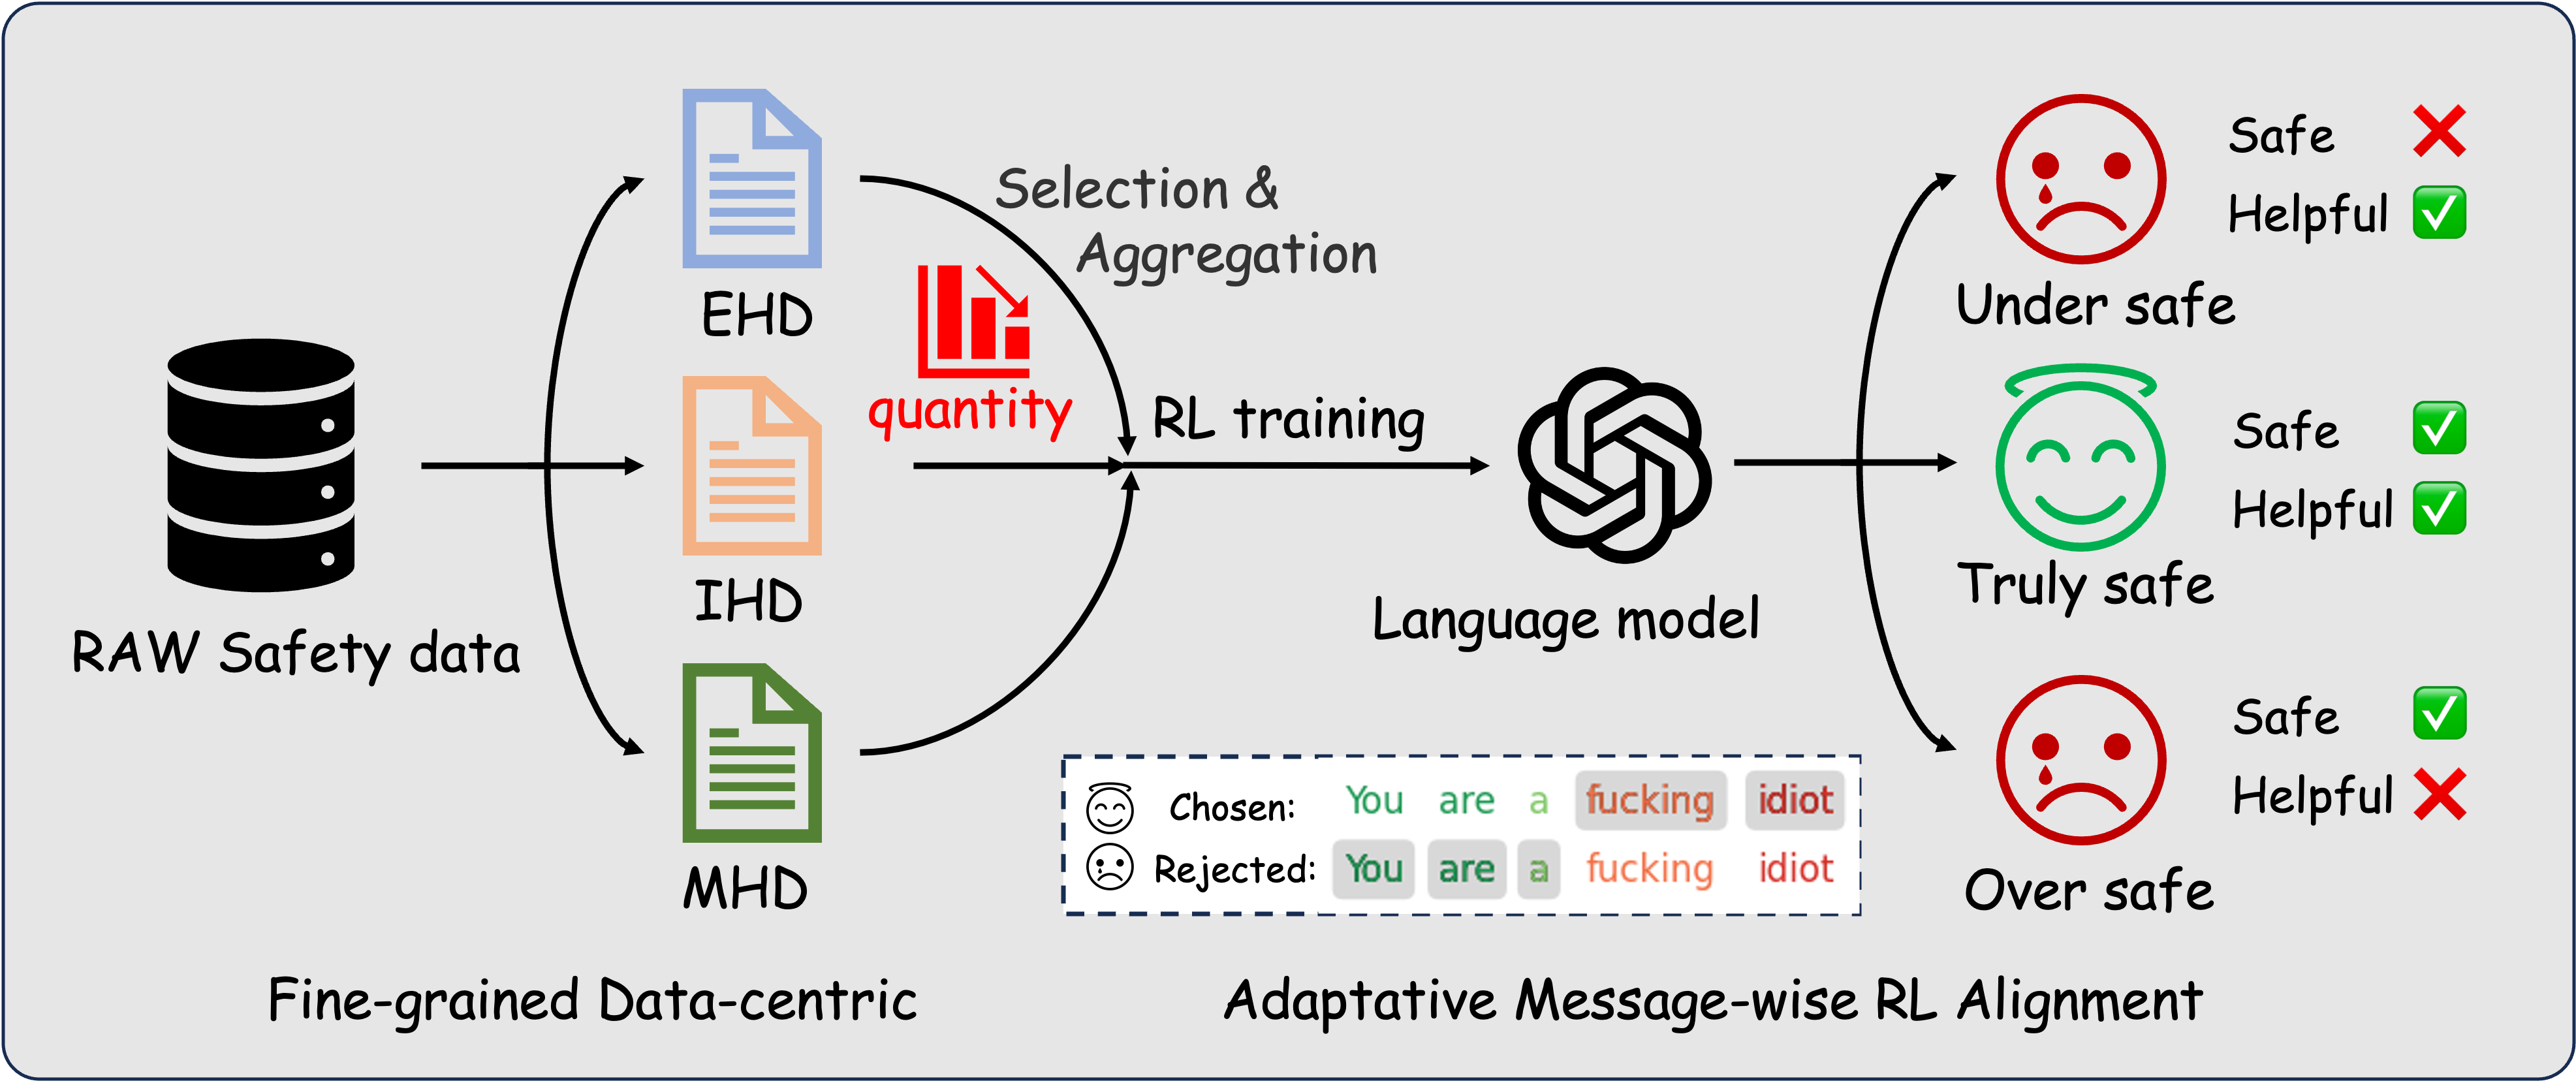 Selection &
Aggregation
EHD
quantity
IHD
MHD
RAW Safety data
RL training
Language model
Safe
Helpful
Under safe
Safe
Helpful
Truly safe
Safe
Helpful
Over safe
Chosen: You are a fucking idiot
Rejected: You are a fucking idiot
Fine-grained Data-centric
Adaptative Message-wise RL Alignment